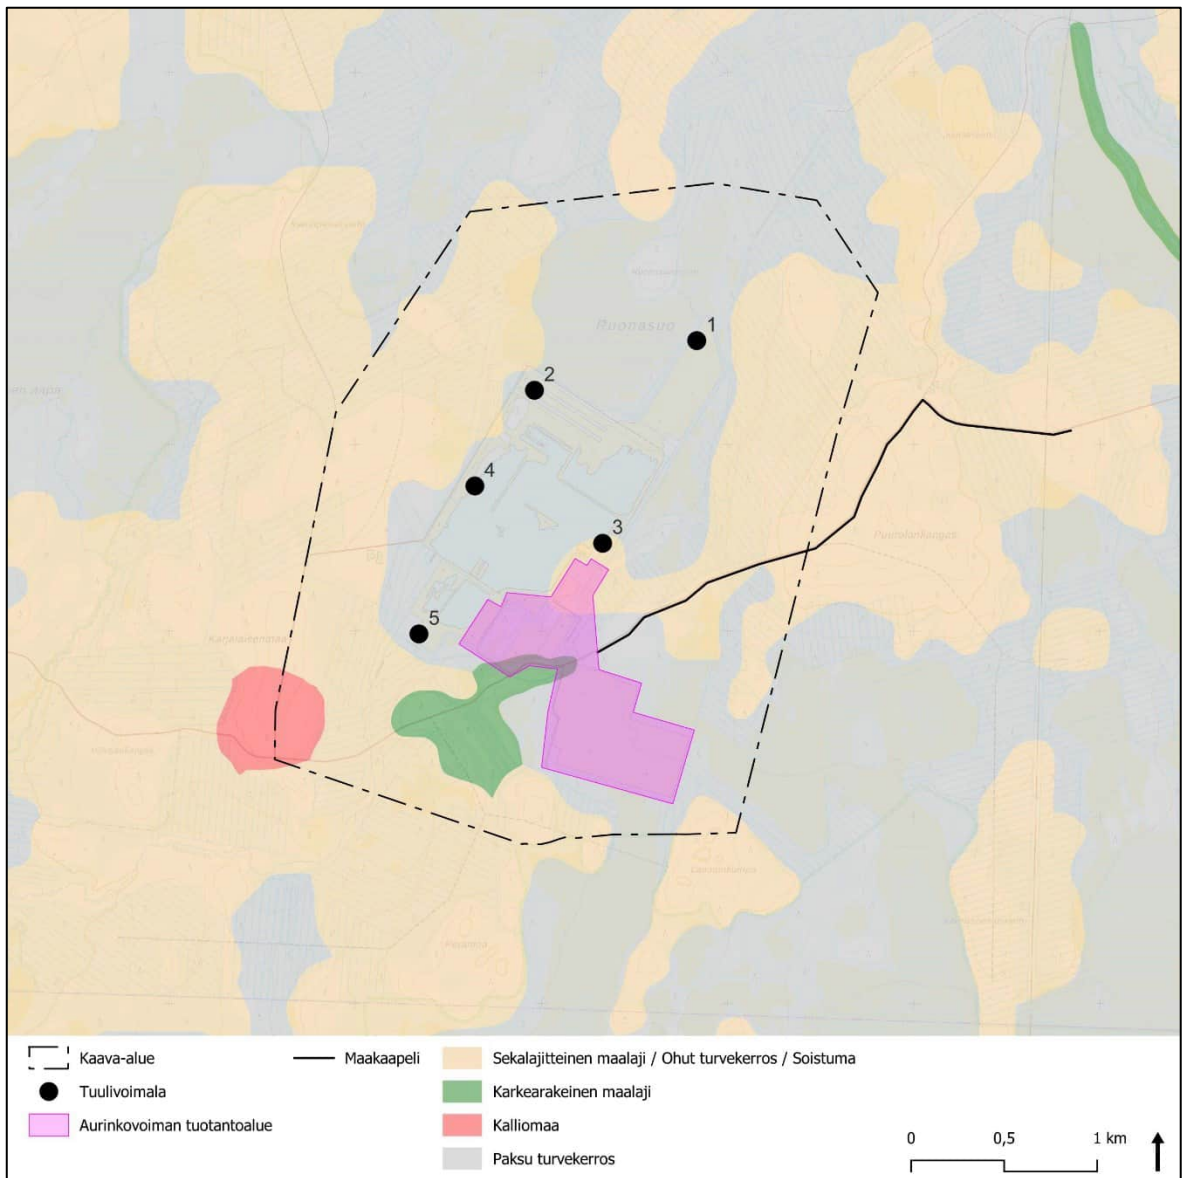 Ruonasuo
1
2
4
3
5
Kaava-alue
Tuulivoimala
Aurinkovoiman tuotantoalue
Maakaapeli
Sekalajitteinen maalaji / Ohut turvekerros / Soistuma
Karkearakeinen maalaji
Kalliomaa
Paksu turvekerros
0 0,5 1 km